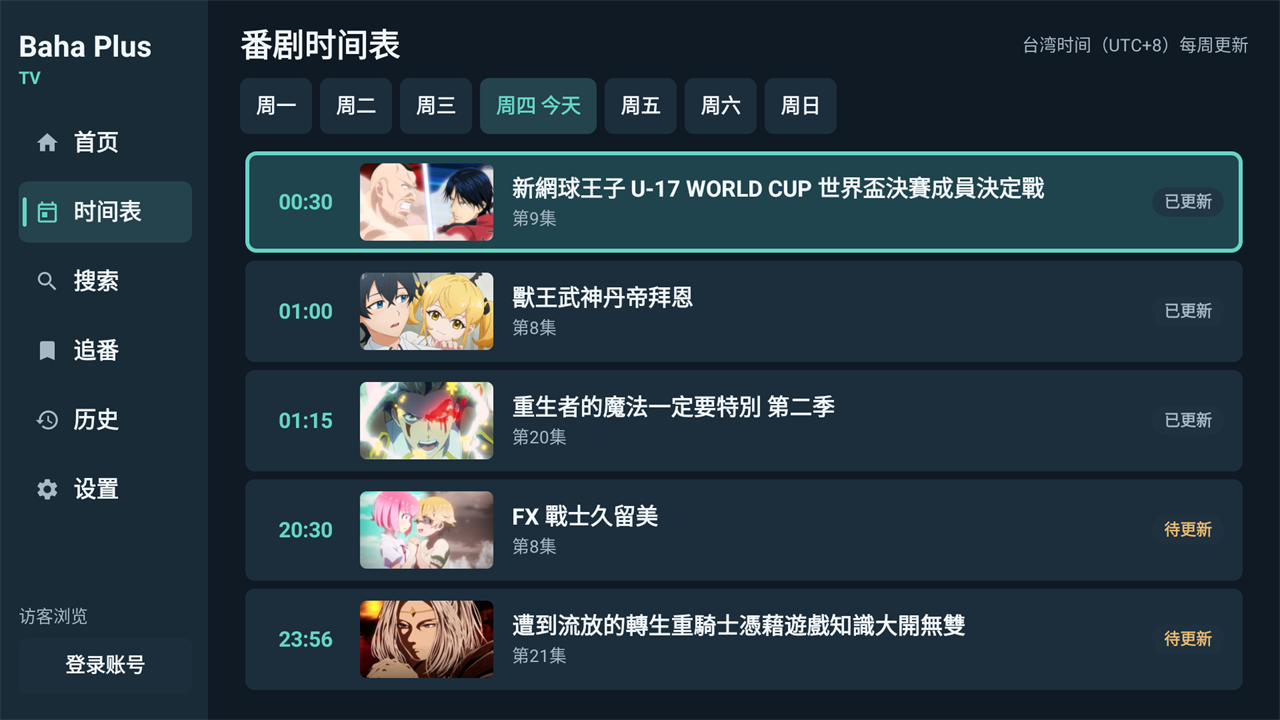 Baha Plus
TV
首页
时间表
搜索
追番
历史
设置
访客浏览
登录账号
番剧时间表
台湾时间（UTC+8）每周更新
周一 周二 周三 周四 今天 周五 周六 周日
00:30
新網球王子 U-17 WORLD CUP 世界盃決賽成員決定戰
第9集
已更新
01:00
獸王武神丹帝拜恩
第8集
已更新
01:15
重生者的魔法一定要特別 第二季
第20集
已更新
20:30
FX 戰士久留美
第8集
待更新
23:56
遭到流放的轉生重騎士憑藉遊戲知識大開無雙
第21集
待更新